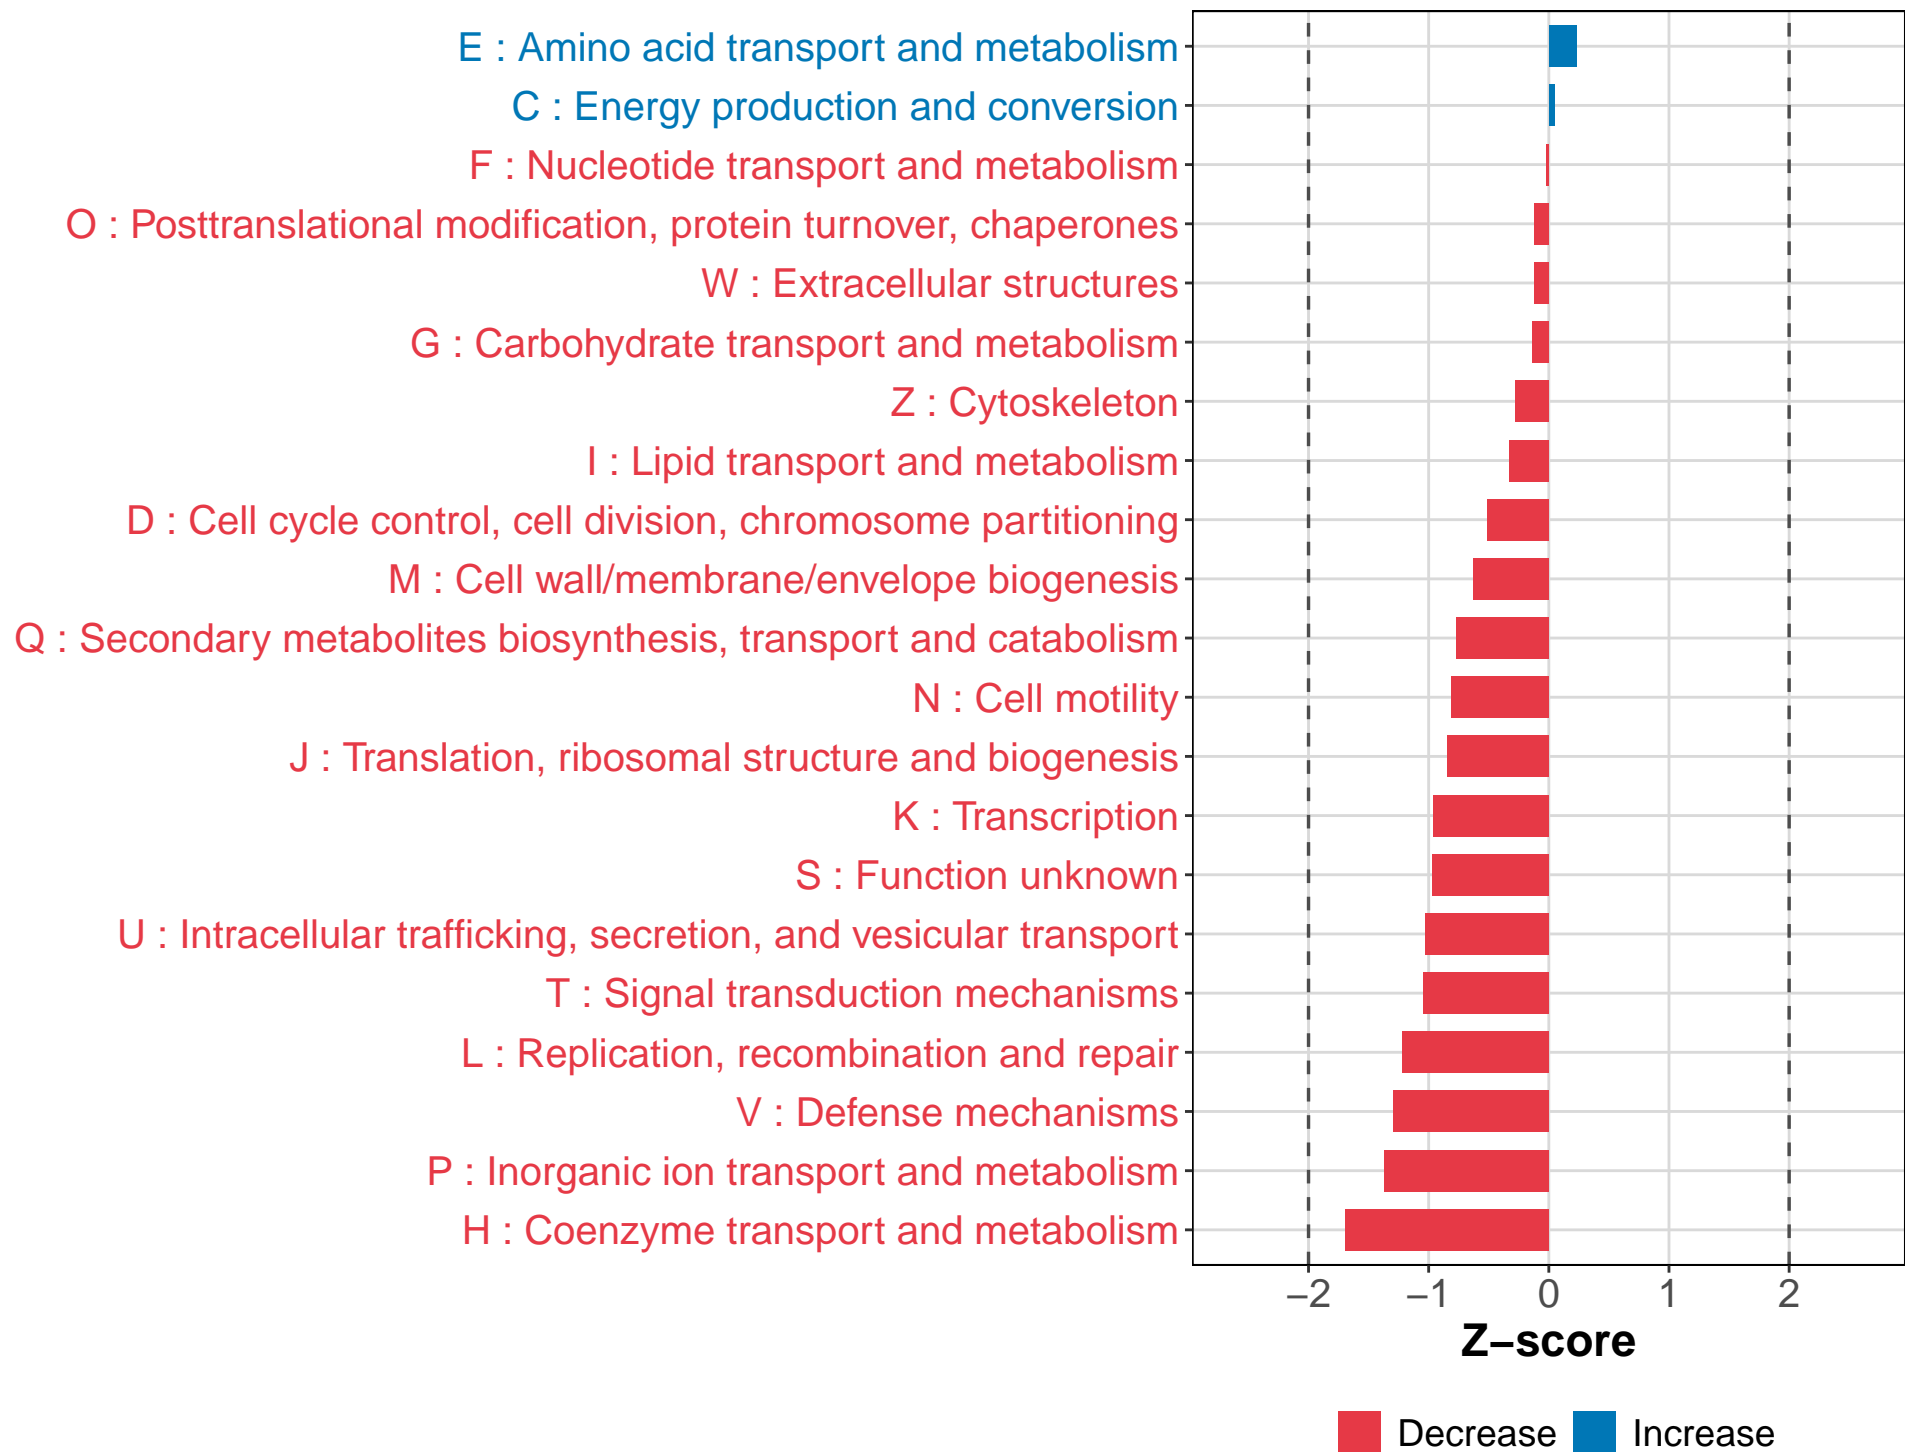 E : Amino acid transport and metabolism
C : Energy production and conversion
F : Nucleotide transport and metabolism
O : Posttranslational modification, protein turnover, chaperones
W : Extracellular structures
G : Carbohydrate transport and metabolism
Z : Cytoskeleton
I : Lipid transport and metabolism
D : Cell cycle control, cell division, chromosome partitioning
M : Cell wall/membrane/envelope biogenesis
Q : Secondary metabolites biosynthesis, transport and catabolism
N : Cell motility
J : Translation, ribosomal structure and biogenesis
K : Transcription
S : Function unknown
U : Intracellular trafficking, secretion, and vesicular transport
T : Signal transduction mechanisms
L : Replication, recombination and repair
V : Defense mechanisms
P : Inorganic ion transport and metabolism
H : Coenzyme transport and metabolism
−2 −1 0 1 2
Z−score
Decrease Increase